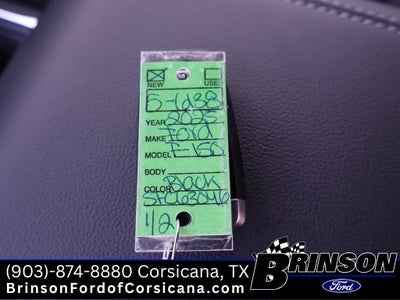 NEW USED
5-1238
YEAR 2025
MAKE Ford
MODEL F-150
BODY
COLOR Black
1/2
(903)-874-8880 Corsicana, TX
BrinsonFordofCorsicana.com
BRINSON
Ford